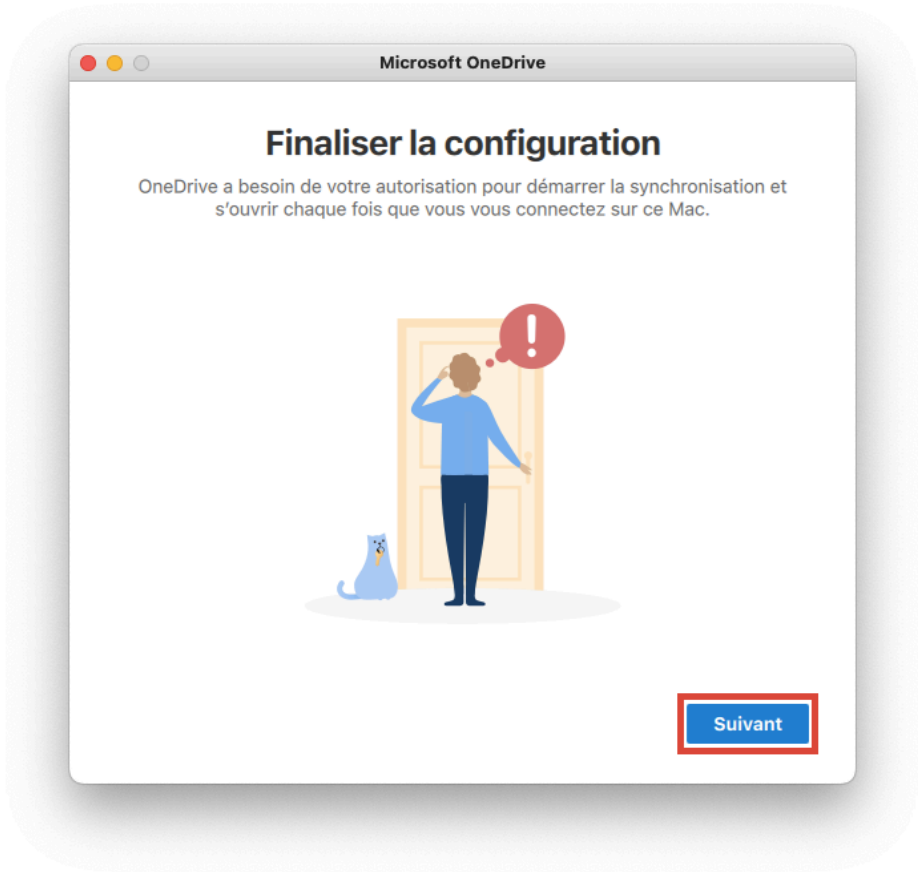 Microsoft OneDrive
Finaliser la configuration
OneDrive a besoin de votre autorisation pour démarrer la synchronisation et
s’ouvrir chaque fois que vous vous connectez sur ce Mac.
!
Suivant